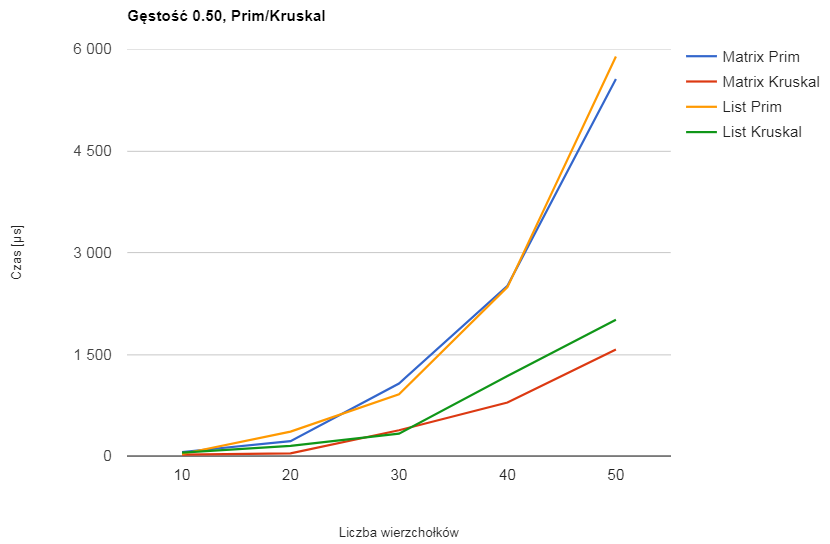 Gęstość 0.50, Prim/Kruskal
6 000
4 500
3 000
1 500
0
Czas [µs]
10 20 30 40 50
Liczba wierzchołków
Matrix Prim
Matrix Kruskal
List Prim
List Kruskal